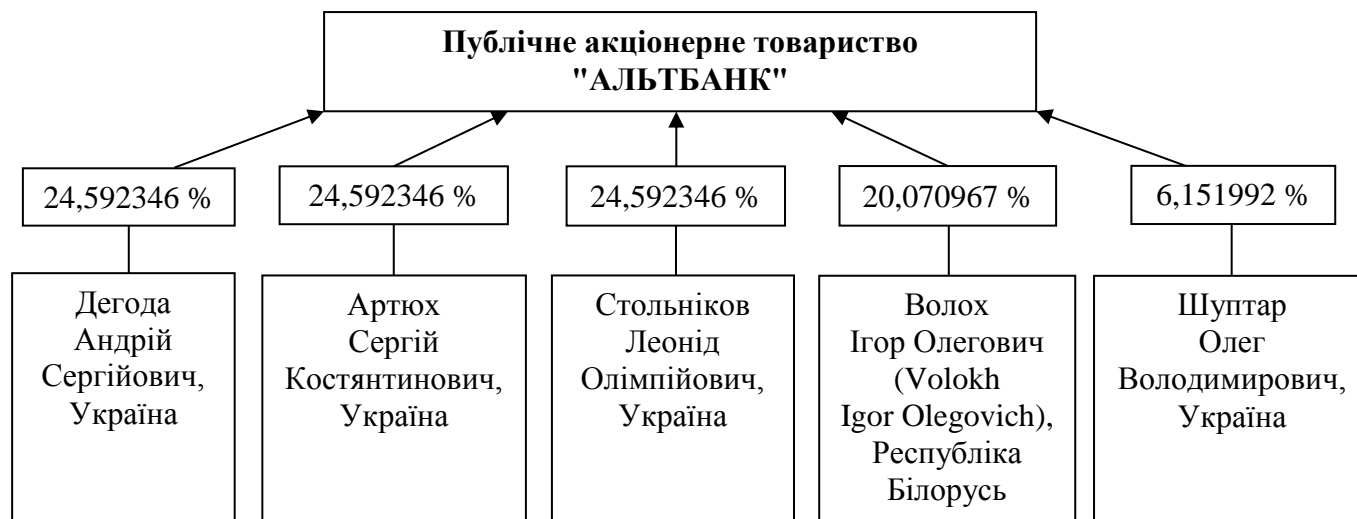 Публічне акціонерне товариство
"АЛЬТБАНК"
24,592346 %
24,592346 %
24,592346 %
20,070967 %
6,151992 %
Дегода
Андрій
Сергійович,
Україна
Артюх
Сергій
Костянтинович,
Україна
Стольніков
Леонід
Олімпійович,
Україна
Волох
Ігор Олегович
(Volokh
Igor Olegovich),
Республіка
Білорусь
Шуптар
Олег
Володимирович,
Україна